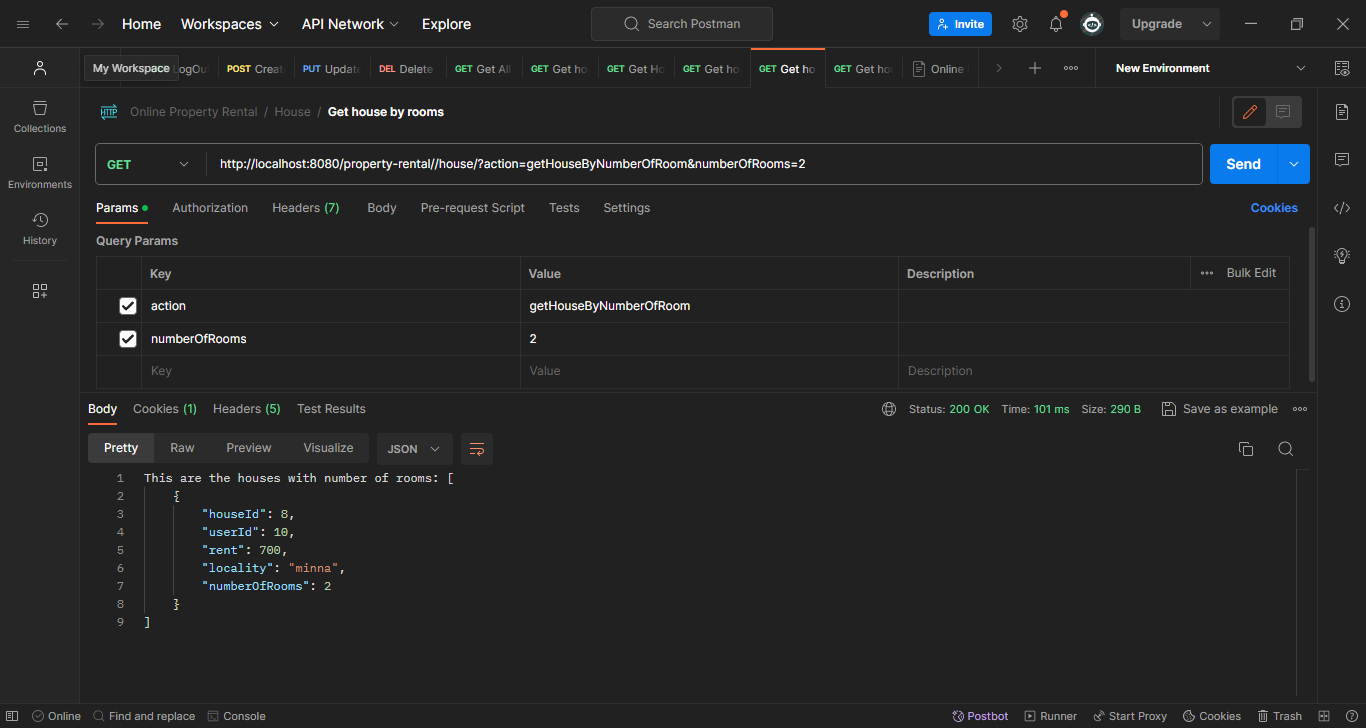 Home Workspaces API Network Explore Search Postman Invite Upgrade
My Workspace LogOu POST Creat PUT Update DEL Delete GET Get All GET Get ho GET Get Ho GET Get ho GET Get ho GET Get ho Online New Environment
Collections
Environments
History
HTTP Online Property Rental / House / Get house by rooms
GET http://localhost:8080/property-rental//house/?action=getHouseByNumberOfRoom&numberOfRooms=2 Send
Params Authorization Headers (7) Body Pre-request Script Tests Settings Cookies
Query Params
Key Value Description Bulk Edit
action getHouseByNumberOfRoom
numberOfRooms 2
Key Value Description
Body Cookies (1) Headers (5) Test Results Status: 200 OK Time: 101 ms Size: 290 B Save as example
Pretty Raw Preview Visualize JSON
1 This are the houses with number of rooms: [
2 {
3 "houseId": 8,
4 "userId": 10,
5 "rent": 700,
6 "locality": "minna",
7 "numberOfRooms": 2
8 }
9 ]
Online Find and replace Console Postbot Runner Start Proxy Cookies Trash